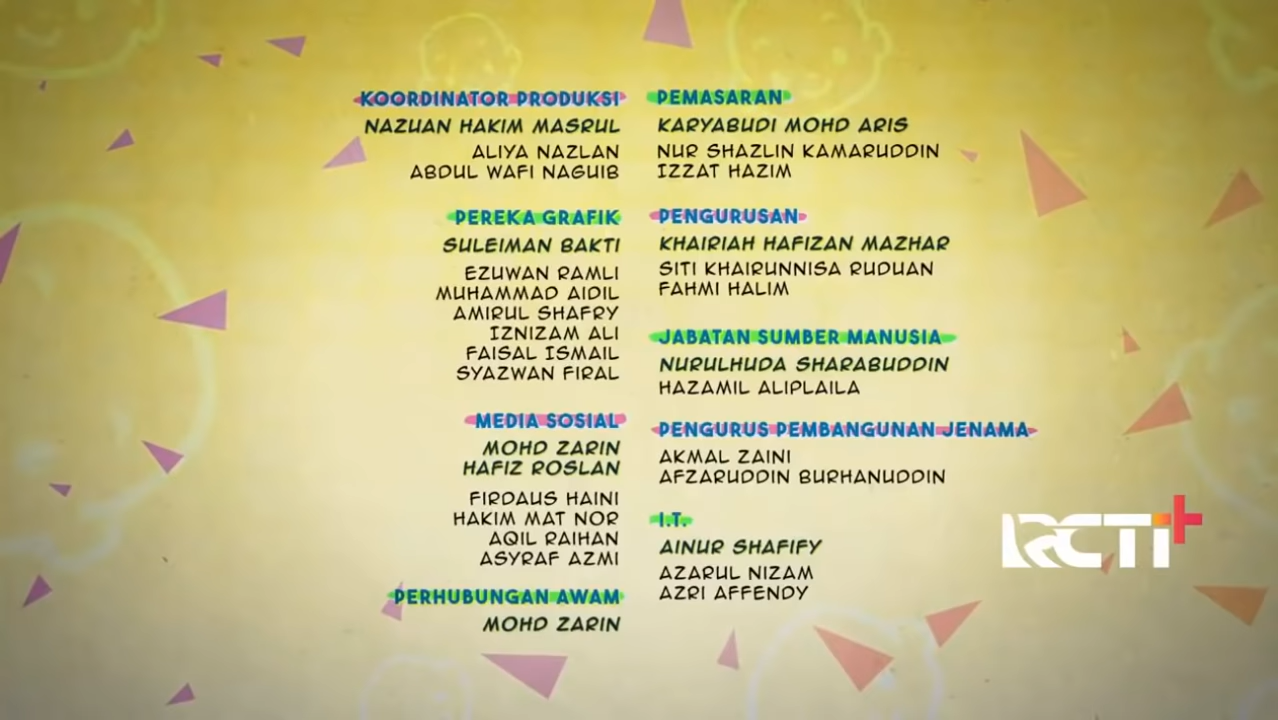 KOORDINATOR PRODUKSI
NAZUAN HAKIM MASRUL
ALIYA NAZLAN
ABDUL WAFI NAGUIB
PEREKA GRAFIK
SULEIMAN BAKTI
EZUWAN RAMLI
MUHAMMAD AIDIL
AMIRUL SHAFRY
IZNIZAM ALI
FAISAL ISMAIL
SYAZWAN FIRAL
MEDIA SOSIAL
MOHD ZARIN
HAFIZ ROSLAN
FIRDAUS HAINI
HAKIM MAT NOR
AQIL RAIHAN
ASYRAF AZMI
PERHUBUNGAN AWAM
MOHD ZARIN
PEMASARAN
KARYABUDI MOHD ARIS
NUR SHAZLIN KAMARUDDIN
IZZAT HAZIM
PENGURUSAN
KHAIRIAH HAFIZAN MAZHAR
SITI KHAIRUNNISA RUDUAN
FAHMI HALIM
JABATAN SUMBER MANUSIA
NURULHUDA SHARABUDDIN
HAZAMIL ALIPLAILA
PENGURUS PEMBANGUNAN JENAMA
AKMAL ZAINI
AFZARUDDIN BURHANUDDIN
I.T.
AINUR SHAFIFY
AZARUL NIZAM
AZRI AFFENDY
RCTI+